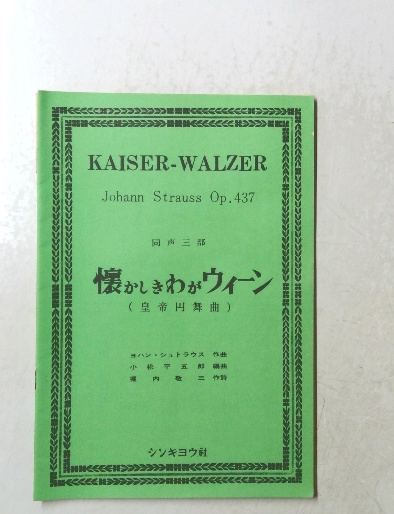 KAISER-WALZER
Johann Strauss Op.437
同声三部
懐かしきわがウィーン
(皇帝円舞曲)
ヨハン・シュトラウス 作曲
小松平五郎 編曲
堀内敬三 作詩
シンキヨウ社